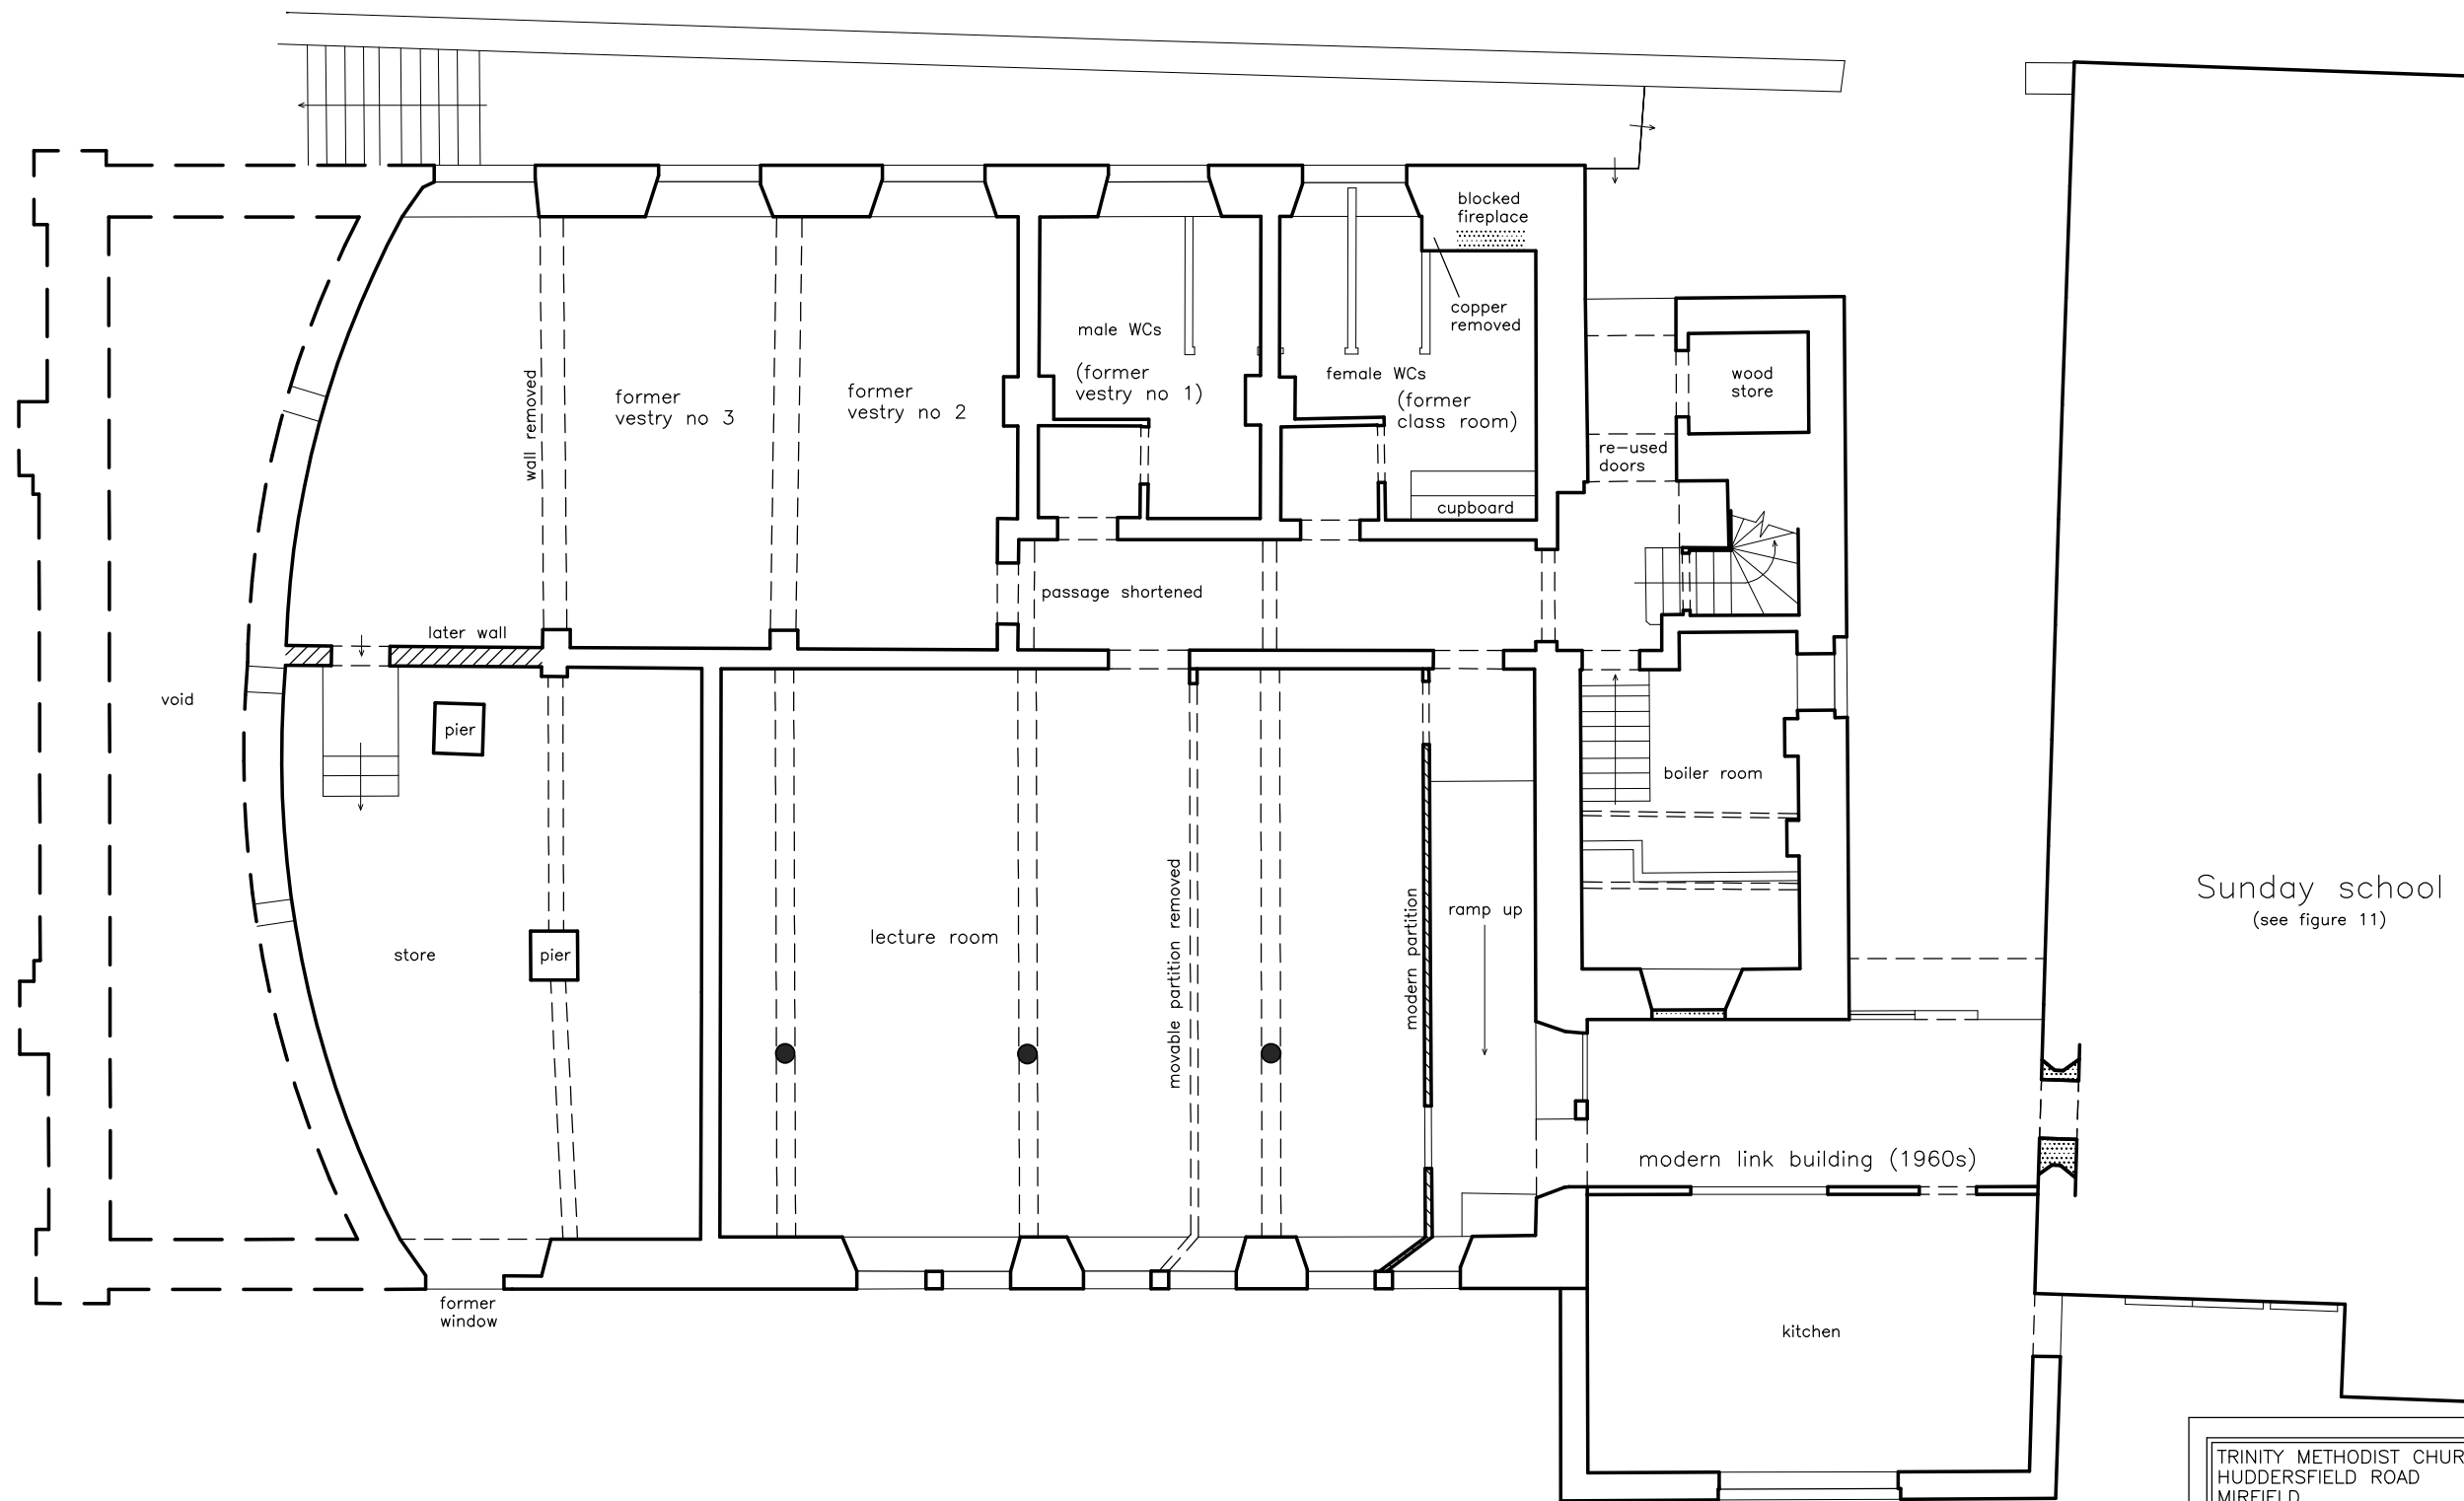 blocked
fireplace
copper
removed
male WCs
(former
vestry no 1)
female WCs
(former
class room)
wood
store
wall removed
former
vestry no 3
former
vestry no 2
re-used
doors
cupboard
passage shortened
later wall
void
pier
boiler room
movable partition removed
modern partition
ramp up
Sunday school
(see figure 11)
lecture room
store
pier
modern link building (1960s)
former
window
kitchen
TRINITY METHODIST CHUR
HUDDERSFIELD ROAD
MIRFIELD